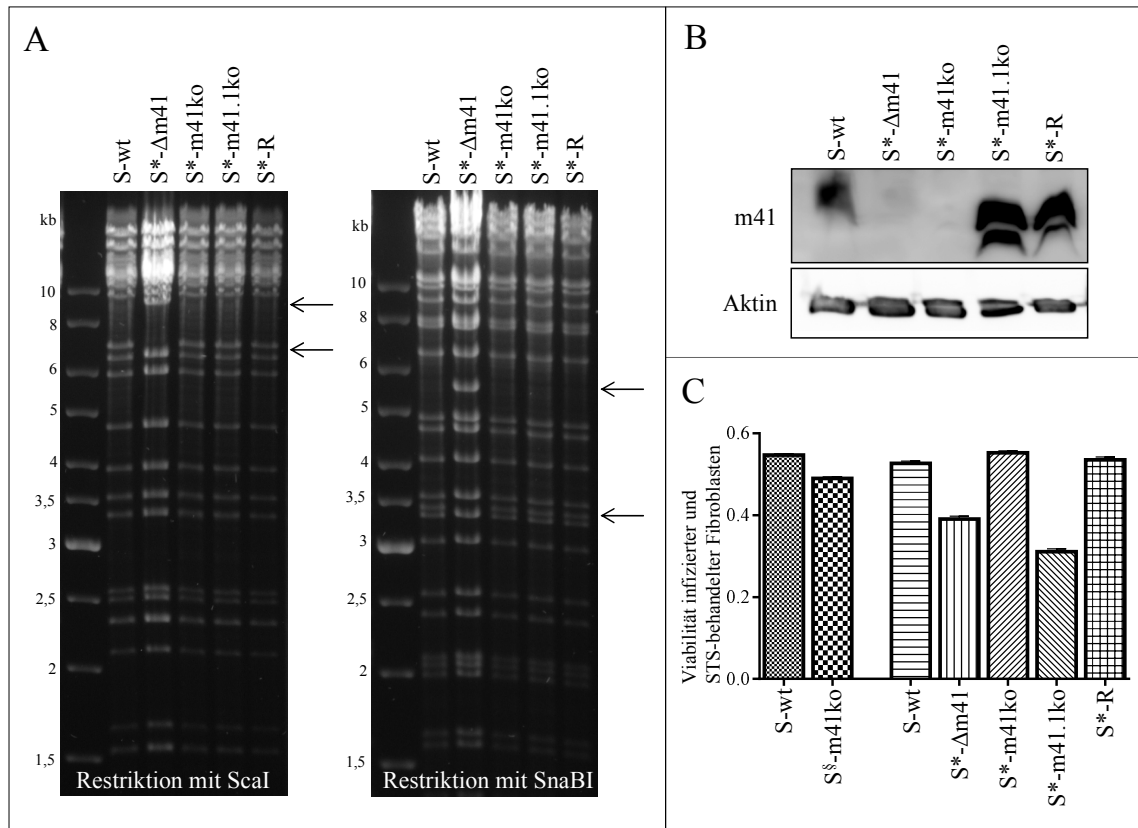 A
S-wt
S*-Δm41
S*-m41ko
S*-m41.1ko
S*-R
kb
10
8
6
5
4
3,5
3
2,5
2
1,5
Restriktion mit ScaI
S-wt
S*-Δm41
S*-m41ko
S*-m41.1ko
S*-R
kb
10
8
6
5
4
3,5
3
2,5
2
1,5
Restriktion mit SnaBI
B
S-wt
S*-Δm41
S*-m41ko
S*-m41.1ko
S*-R
m41
Aktin
C
Viabilität infizierter und
STS-behandelter Fibroblasten
0.6
0.4
0.2
0.0
S-wt
S§-m41ko
S-wt
S*-Δm41
S*-m41ko
S*-m41.1ko
S*-R